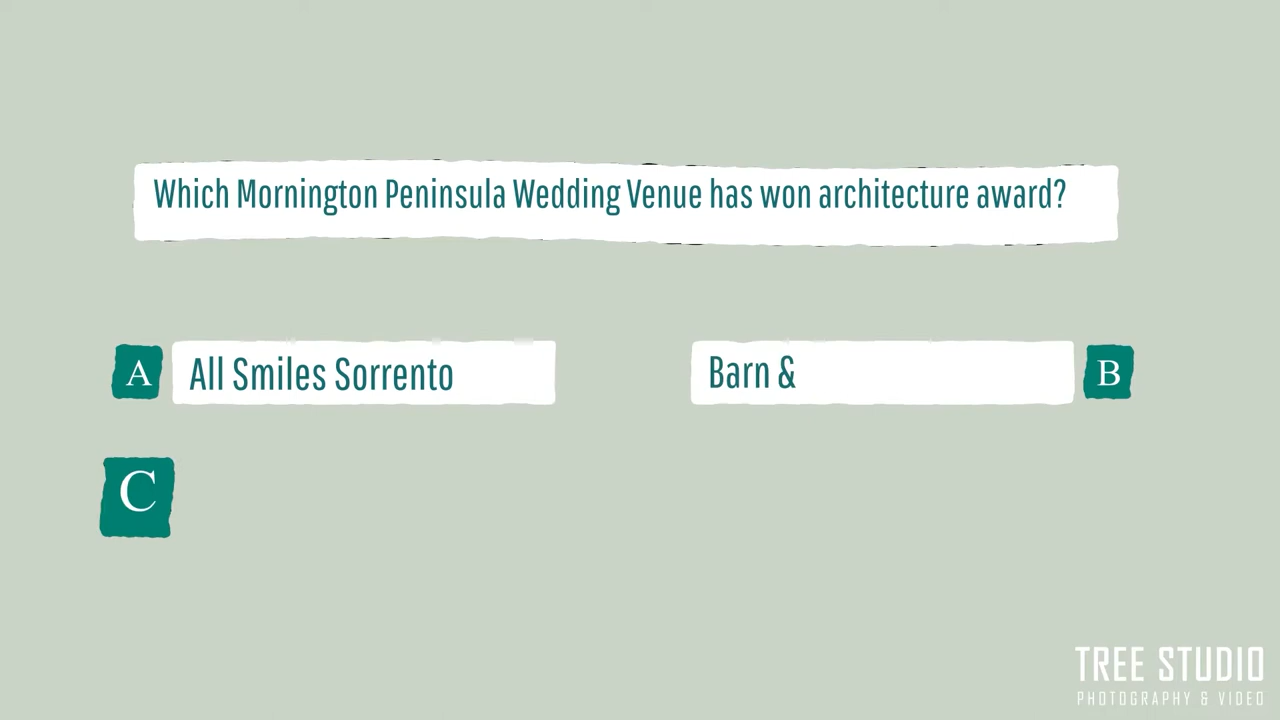 Which Mornington Peninsula Wedding Venue has won architecture award?
A All Smiles Sorrento
Barn & B
C
TREE STUDIO
PHOTOGRAPHY & VIDEO